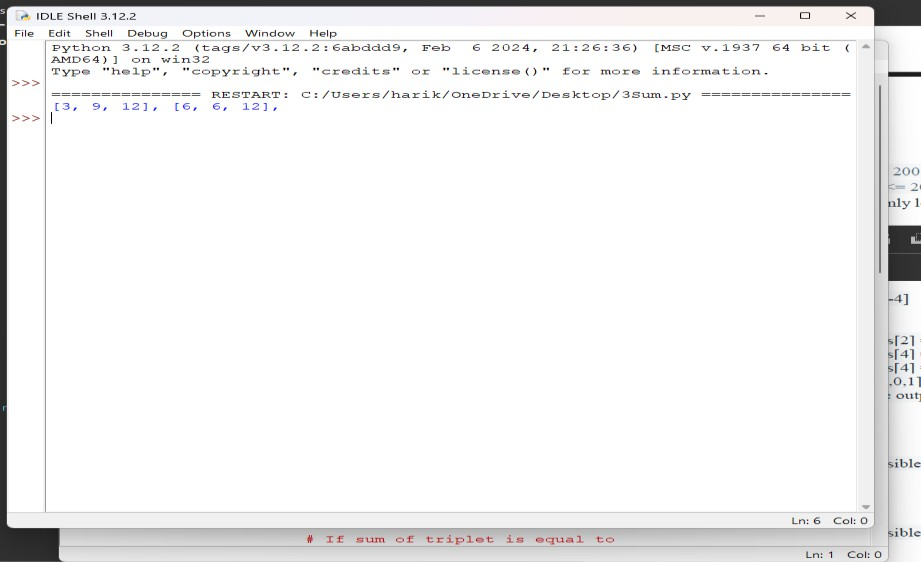 IDLE Shell 3.12.2
File Edit Shell Debug Options Window Help
Python 3.12.2 (tags/v3.12.2:6abddd9, Feb  6 2024, 21:26:36) [MSC v.1937 64 bit (
AMD64)] on win32
Type "help", "copyright", "credits" or "license()" for more information.
>>>
=============== RESTART: C:/Users/harik/OneDrive/Desktop/3Sum.py ===============
[3, 9, 12], [6, 6, 12],
>>>
Ln: 6 Col: 0
# If sum of triplet is equal to
Ln: 1 Col: 0
200
<= 2
-4]
s[2] =
s[4] =
s[4] =
,0,1]